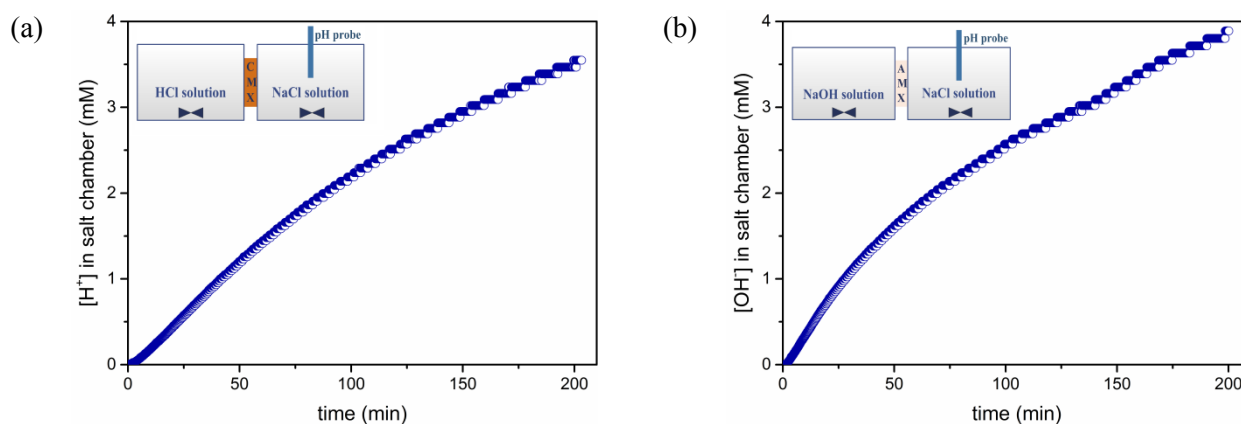 (a)
[H⁺] in salt chamber (mM)
4
3
2
1
0
pH probe
HCl solution
C
M
X
NaCl solution
0
50
100
150
200
time (min)
(b)
[OH⁻] in salt chamber (mM)
4
3
2
1
0
pH probe
NaOH solution
A
M
X
NaCl solution
0
50
100
150
200
time (min)